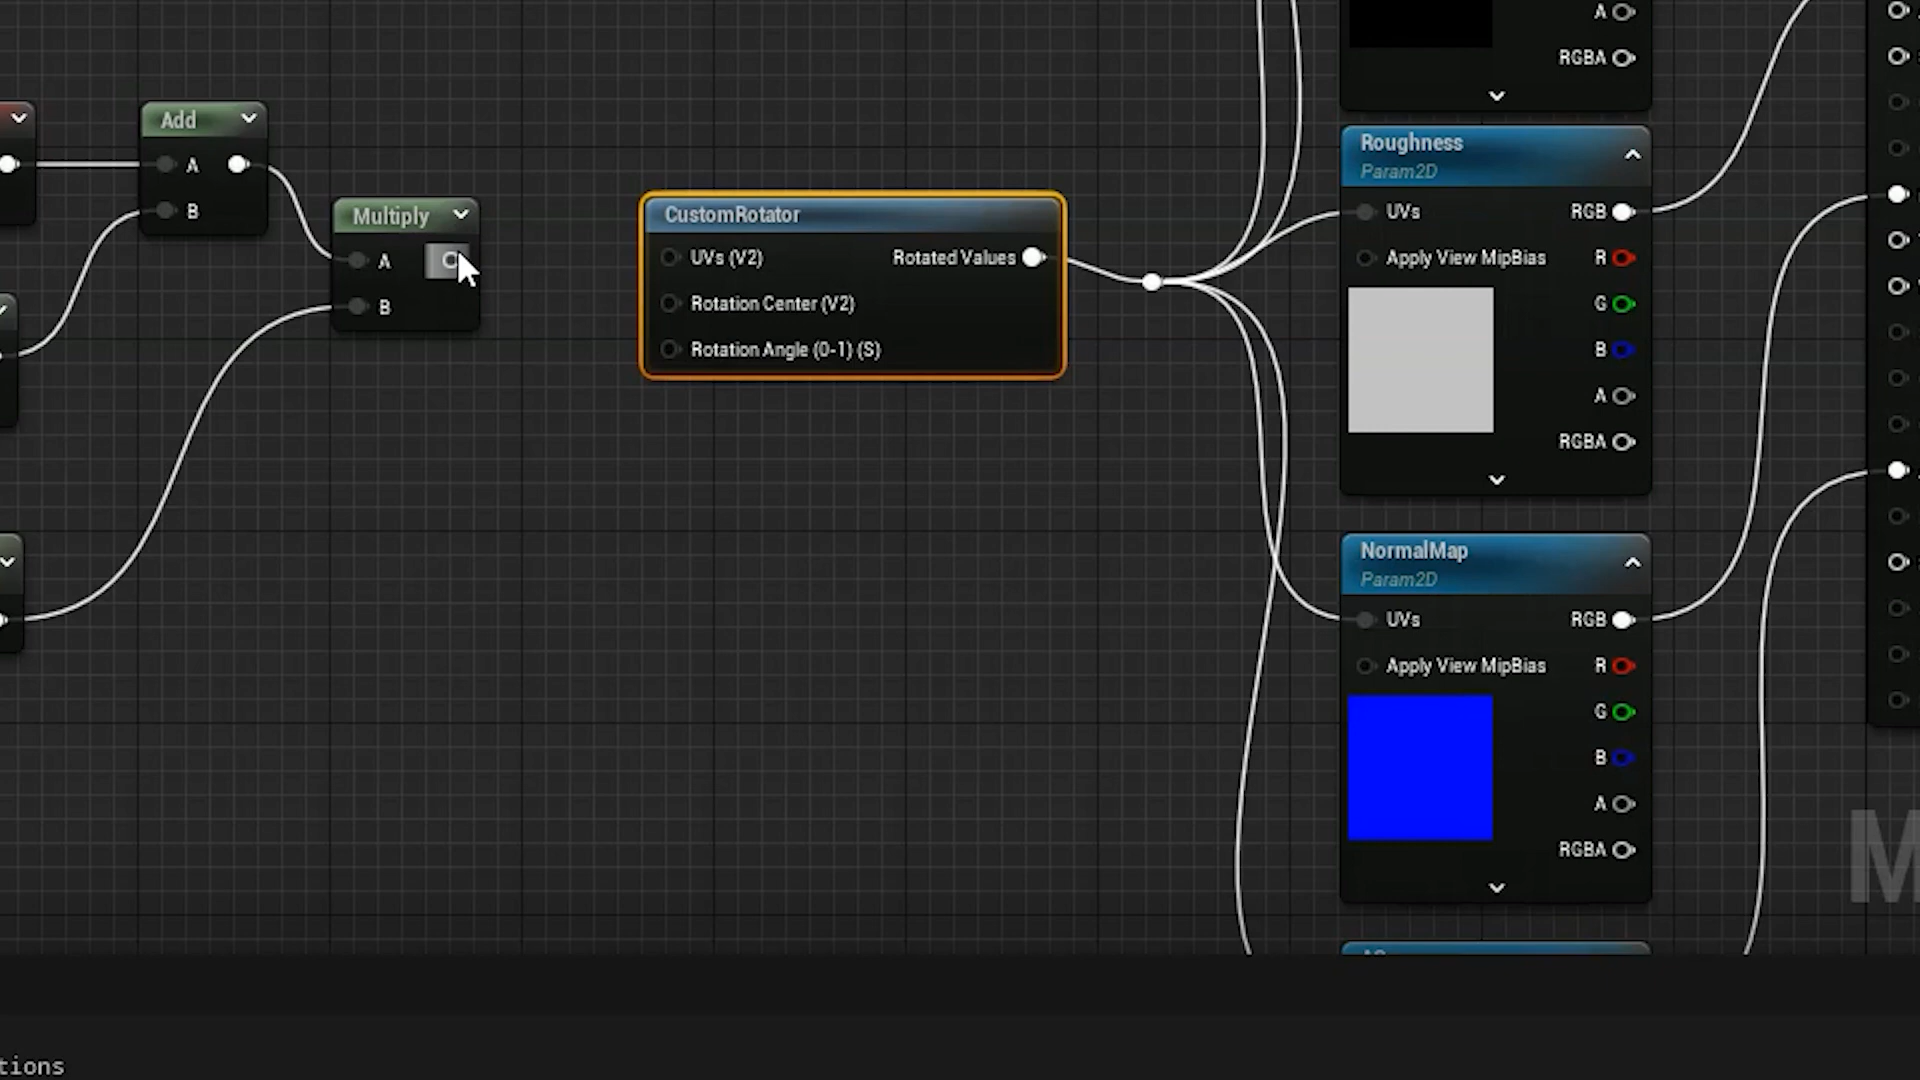 A
RGBA
Add
A
B
Multiply
A
B
CustomRotator
UVs (V2)
Rotated Values
Rotation Center (V2)
Rotation Angle (0-1) (S)
Roughness
Param2D
UVs
RGB
Apply View MipBias
R
G
B
A
RGBA
NormalMap
Param2D
UVs
RGB
Apply View MipBias
R
G
B
A
RGBA
M
tions